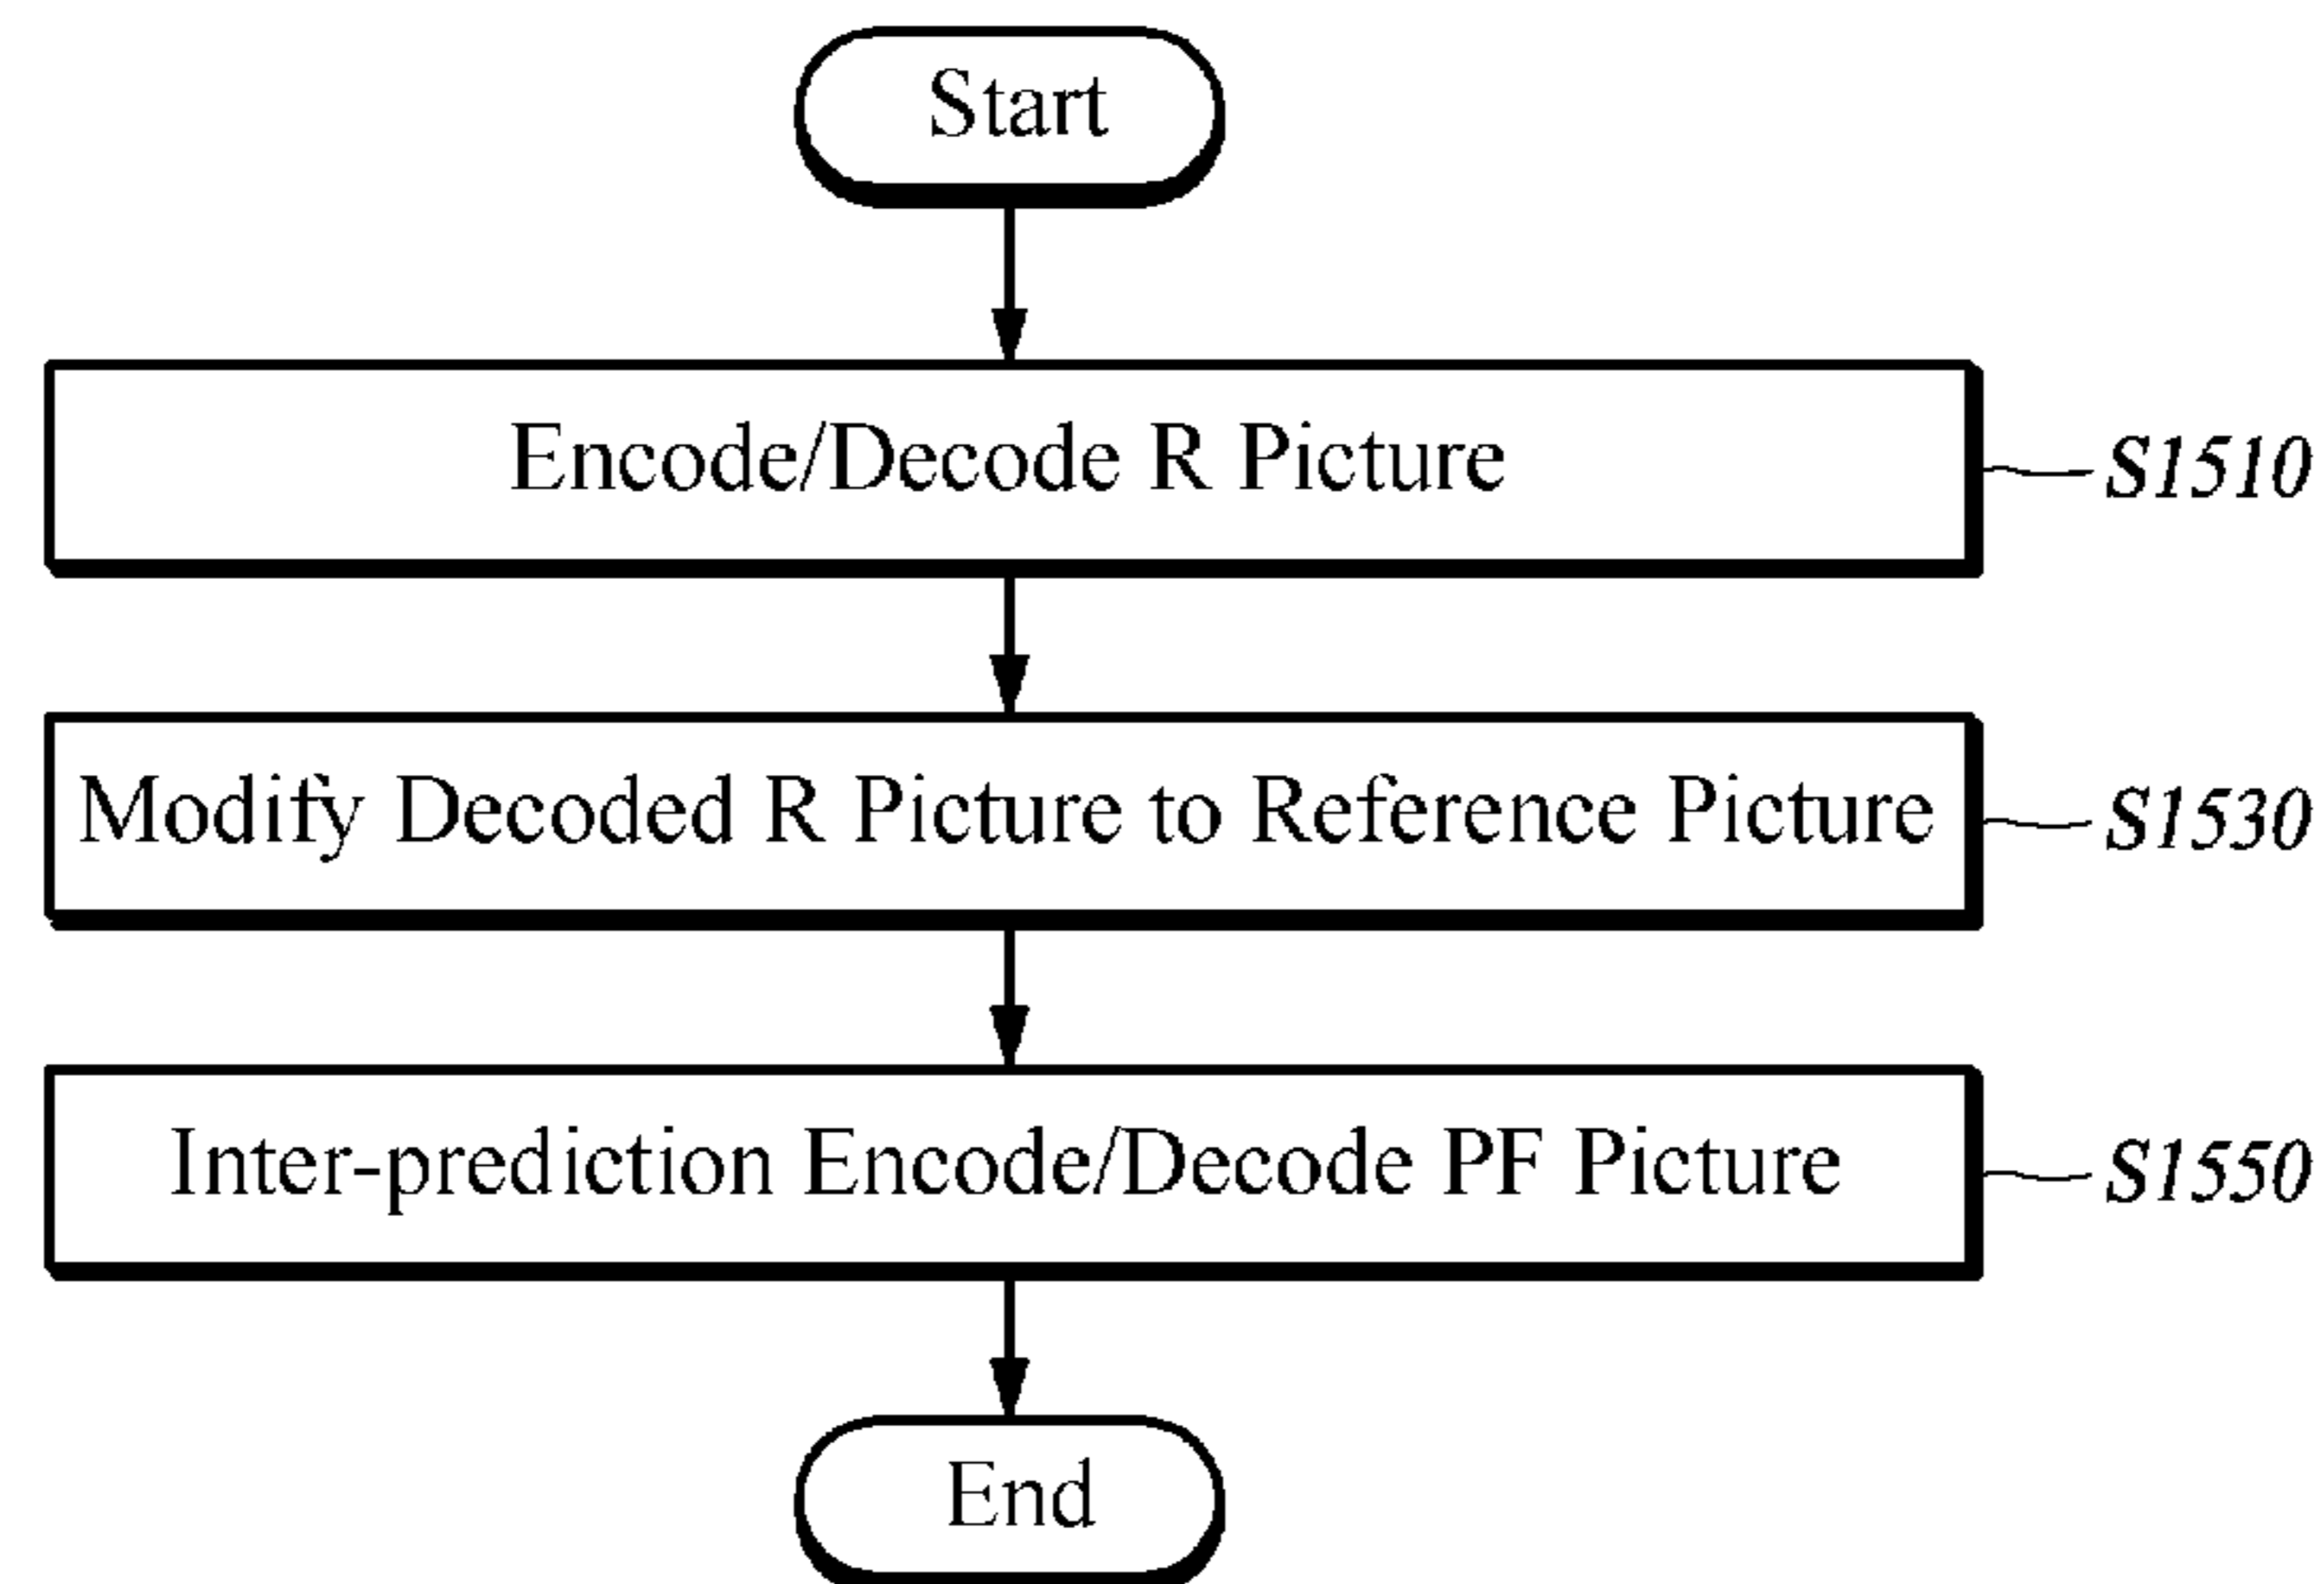 Start
Encode/Decode R Picture
S1510
Modify Decoded R Picture to Reference Picture
S1530
Inter-prediction Encode/Decode PF Picture
S1550
End